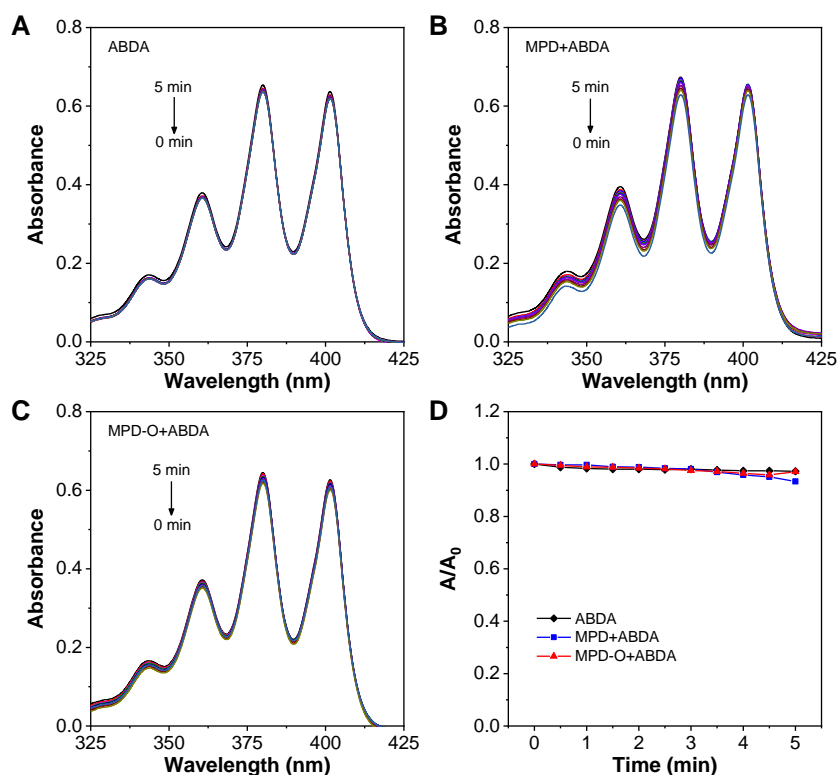 A
ABDA
5 min
0 min
0.8
0.6
0.4
0.2
0.0
325
350
375
400
425
Absorbance
Wavelength (nm)
B
MPD+ABDA
5 min
0 min
0.8
0.6
0.4
0.2
0.0
325
350
375
400
425
Absorbance
Wavelength (nm)
C
MPD-O+ABDA
5 min
0 min
0.8
0.6
0.4
0.2
0.0
325
350
375
400
425
Absorbance
Wavelength (nm)
D
1.2
1.0
0.8
0.6
0.4
0.2
0.0
0
1
2
3
4
5
A/A₀
ABDA
MPD+ABDA
MPD-O+ABDA
Time (min)